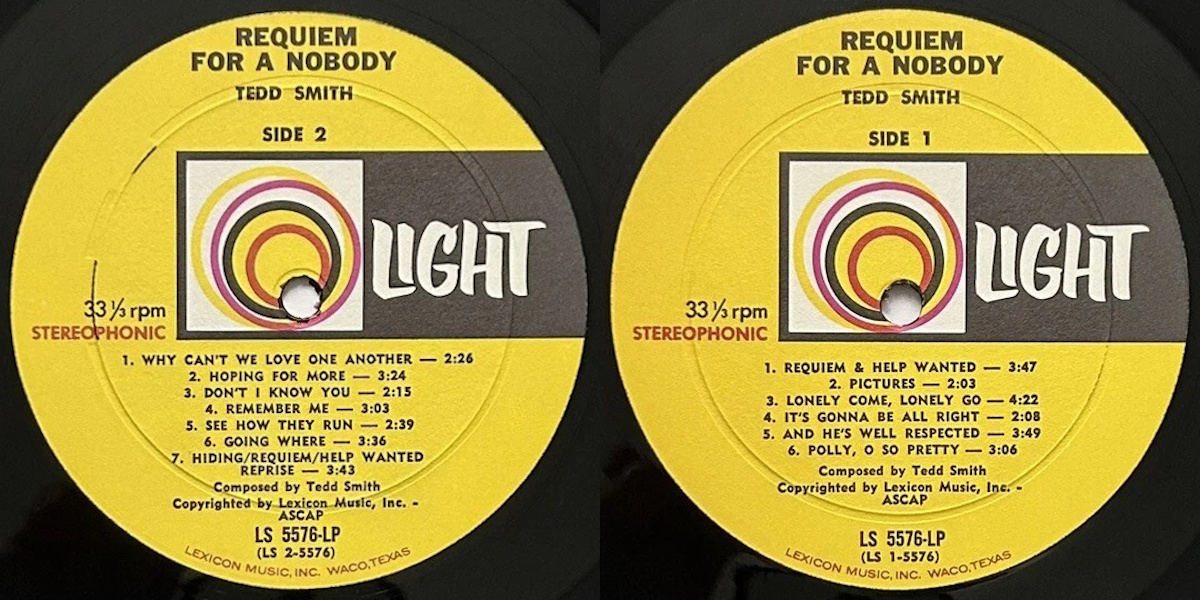 REQUIEM
FOR A NOBODY
TEDD SMITH
SIDE 2
LIGHT
33 ⅓ rpm
STEREOPHONIC
1. WHY CAN'T WE LOVE ONE ANOTHER — 2:26
2. HOPING FOR MORE — 3:24
3. DON'T I KNOW YOU — 2:15
4. REMEMBER ME — 3:03
5. SEE HOW THEY RUN — 2:39
6. GOING WHERE — 3:36
7. HIDING/REQUIEM/HELP WANTED
REPRISE — 3:43
Composed by Tedd Smith
Copyrighted by Lexicon Music, Inc. -
ASCAP
LS 5576-LP
(LS 2-5576)
LEXICON MUSIC, INC. WACO, TEXAS
REQUIEM
FOR A NOBODY
TEDD SMITH
SIDE 1
LIGHT
33 ⅓ rpm
STEREOPHONIC
1. REQUIEM & HELP WANTED — 3:47
2. PICTURES — 2:03
3. LONELY COME, LONELY GO — 4:22
4. IT'S GONNA BE ALL RIGHT — 2:08
5. AND HE'S WELL RESPECTED — 3:49
6. POLLY, O SO PRETTY — 3:06
Composed by Tedd Smith
Copyrighted by Lexicon Music, Inc. -
ASCAP
LS 5576-LP
(LS 1-5576)
LEXICON MUSIC, INC. WACO, TEXAS